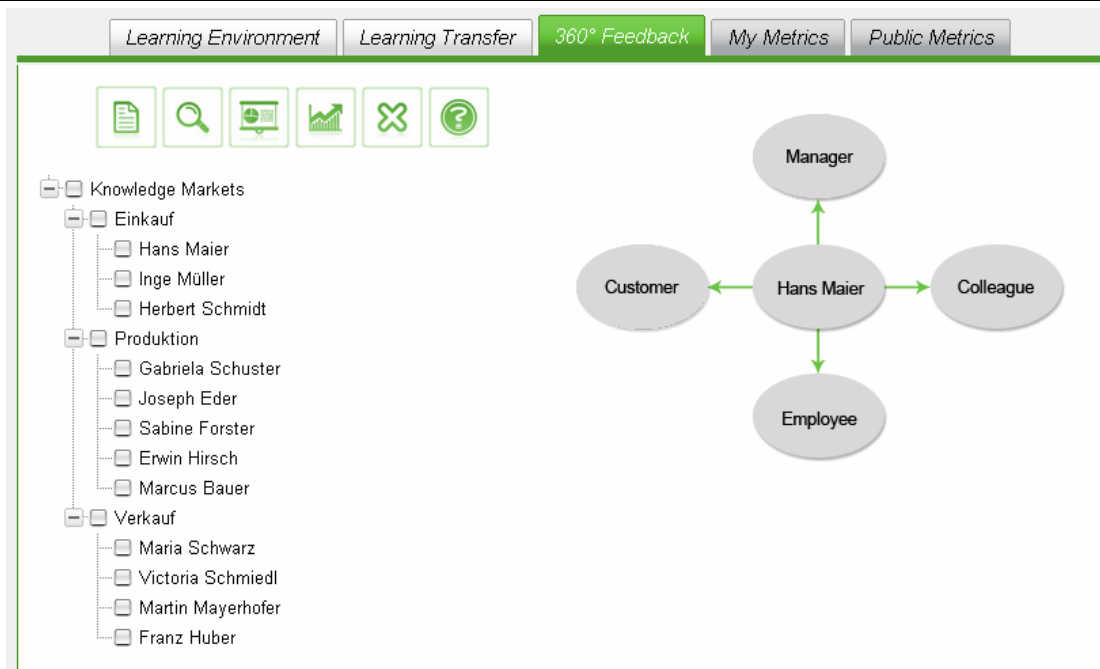 Learning Environment
Learning Transfer
360° Feedback
My Metrics
Public Metrics
Knowledge Markets
Einkauf
Hans Maier
Inge Müller
Herbert Schmidt
Produktion
Gabriela Schuster
Joseph Eder
Sabine Forster
Erwin Hirsch
Marcus Bauer
Verkauf
Maria Schwarz
Victoria Schmiedl
Martin Mayerhofer
Franz Huber
Manager
Customer
Hans Maier
Colleague
Employee